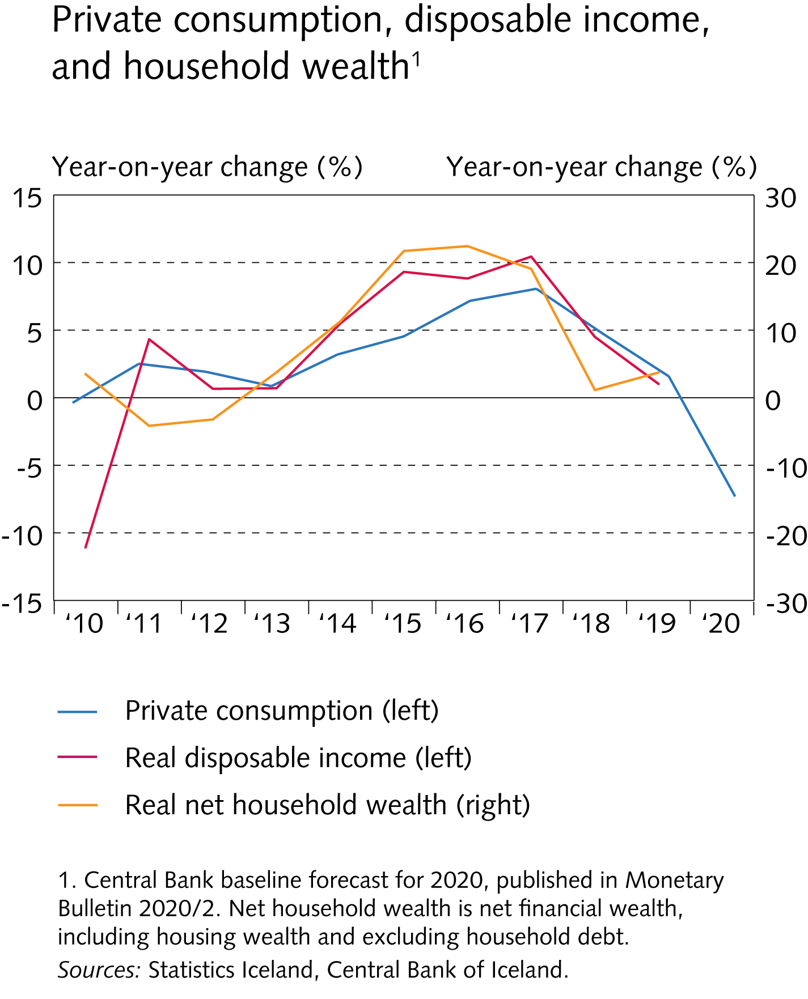 Private consumption, disposable income,
and household wealth¹
Year-on-year change (%) Year-on-year change (%)
15 30
10 20
5 10
0 0
-5 -10
-10 -20
-15 -30
‘10 ‘11 ‘12 ‘13 ‘14 ‘15 ‘16 ‘17 ‘18 ‘19 ‘20
Private consumption (left)
Real disposable income (left)
Real net household wealth (right)
1. Central Bank baseline forecast for 2020, published in Monetary
Bulletin 2020/2. Net household wealth is net financial wealth,
including housing wealth and excluding household debt.
Sources: Statistics Iceland, Central Bank of Iceland.